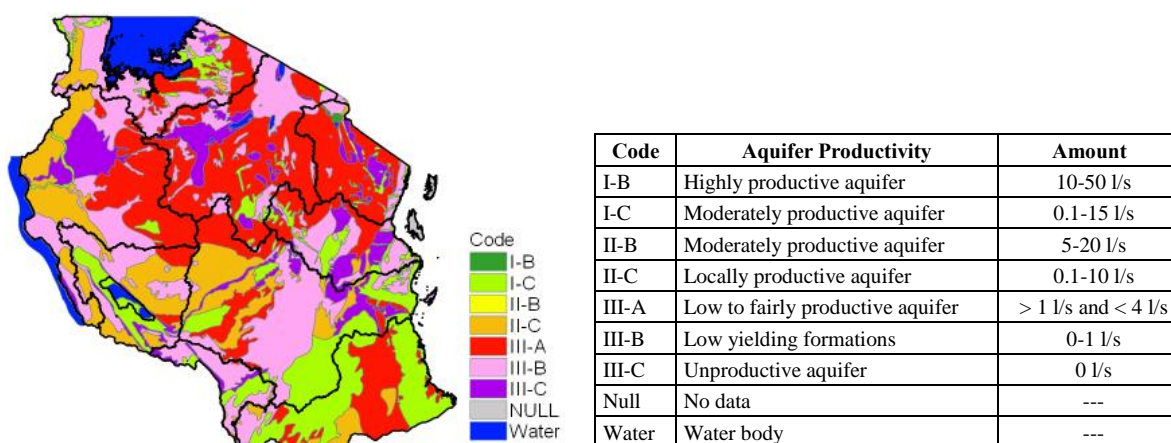 Code
I-B
I-C
II-B
II-C
III-A
III-B
III-C
NULL
Water
Code Aquifer Productivity Amount
I-B Highly productive aquifer 10-50 l/s
I-C Moderately productive aquifer 0.1-15 l/s
II-B Moderately productive aquifer 5-20 l/s
II-C Locally productive aquifer 0.1-10 l/s
III-A Low to fairly productive aquifer > 1 l/s and < 4 l/s
III-B Low yielding formations 0-1 l/s
III-C Unproductive aquifer 0 l/s
Null No data ---
Water Water body ---